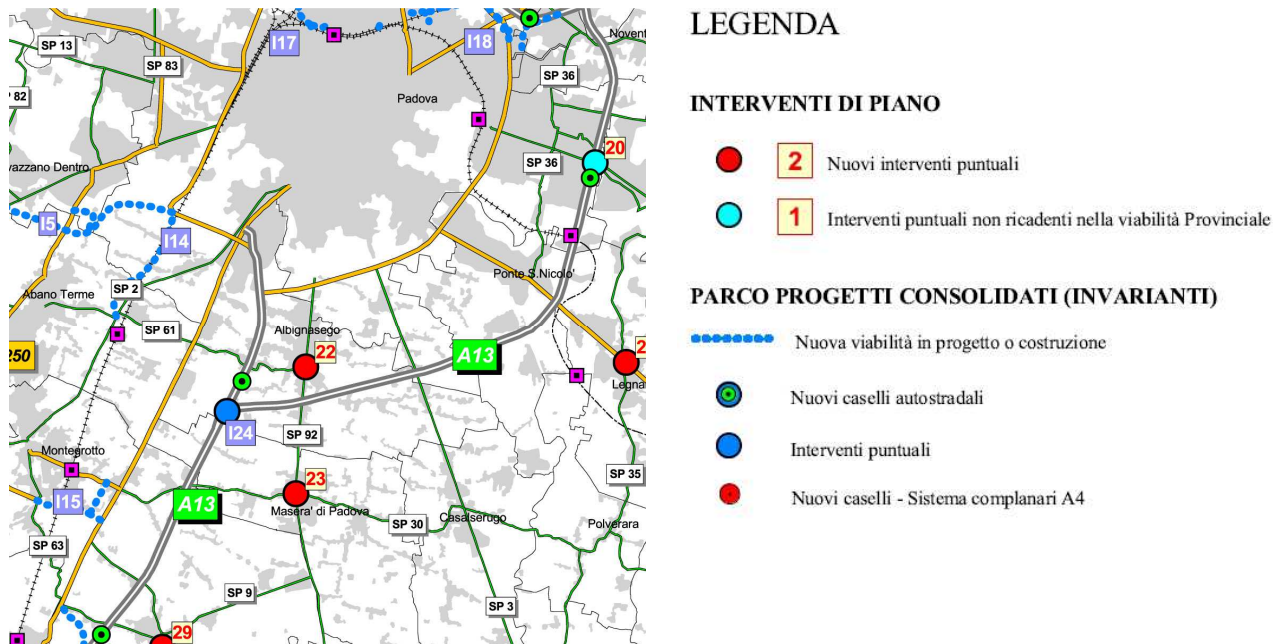 I17
I18
Novent
SP 13
SP 83
SP 36
82
Padova
20
SP 36
vazzano Dentro
I5
I14
Ponte S.Nicolo'
Abano Terme
SP 2
SP 61
Albignasego
22
A13
2
250
Legna
I24
SP 92
Montegrotto
23
SP 35
I15
A13
Masera' di Padova
SP 30
Casalserugo
Polverara
SP 63
SP 9
SP 3
29
LEGENDA
INTERVENTI DI PIANO
2 Nuovi interventi puntuali
1 Interventi puntuali non ricadenti nella viabilità Provinciale
PARCO PROGETTI CONSOLIDATI (INVARIANTI)
Nuova viabilità in progetto o costruzione
Nuovi caselli autostradali
Interventi puntuali
Nuovi caselli - Sistema complanari A4